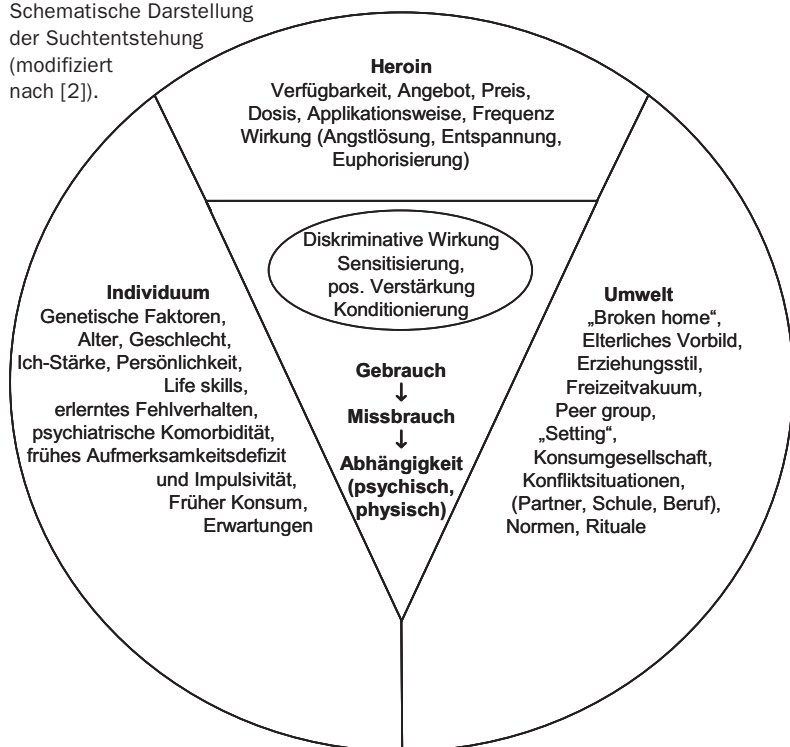 Schematische Darstellung
der Suchtentstehung
(modifiziert
nach [2]).
Heroin
Verfügbarkeit, Angebot, Preis,
Dosis, Applikationsweise, Frequenz
Wirkung (Angstlösung, Entspannung,
Euphorisierung)
Diskriminative Wirkung
Sensitisierung,
pos. Verstärkung
Konditionierung
Individuum
Genetische Faktoren,
Alter, Geschlecht,
Ich-Stärke, Persönlichkeit,
Life skills,
erlerntes Fehlverhalten,
psychiatrische Komorbidität,
frühes Aufmerksamkeitsdefizit
und Impulsivität,
Früher Konsum,
Erwartungen
Gebrauch
↓
Missbrauch
↓
Abhängigkeit
(psychisch,
physisch)
Umwelt
„Broken home“,
Elterliches Vorbild,
Erziehungsstil,
Freizeitvakuum,
Peer group,
„Setting“,
Konsumgesellschaft,
Konfliktsituationen,
(Partner, Schule, Beruf),
Normen, Rituale